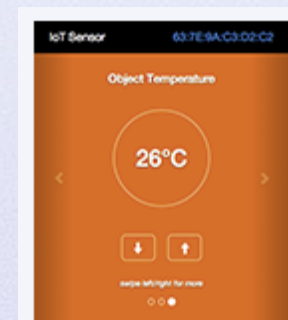 IoT Sensor 63:7E:9A:C3:D2:C2
Object Temperature
26°C
swipe left/right for more